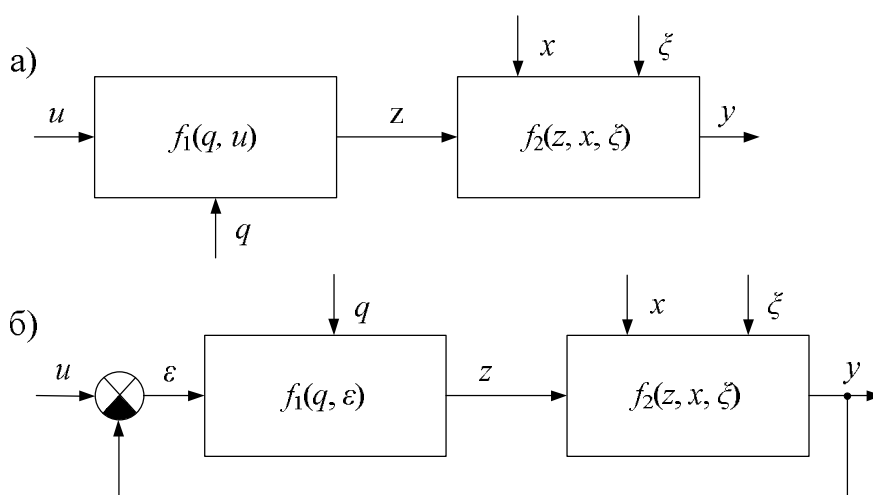 а)
x ξ
u f₁(q, u) z f₂(z, x, ξ) y
q
б)
q x ξ
u ε f₁(q, ε) z f₂(z, x, ξ) y